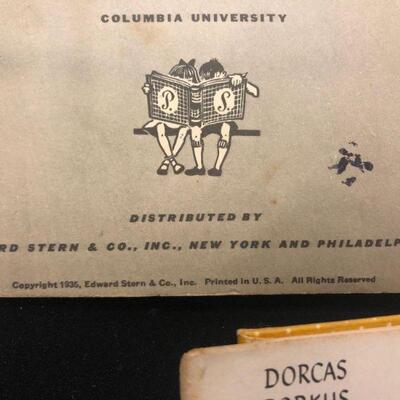 COLUMBIA UNIVERSITY
P. S.
DISTRIBUTED BY
RD STERN & CO., INC., NEW YORK AND PHILADELP
Copyright 1935, Edward Stern & Co., Inc. Printed in U. S. A. All Rights Reserved
DORCAS
PORKUS